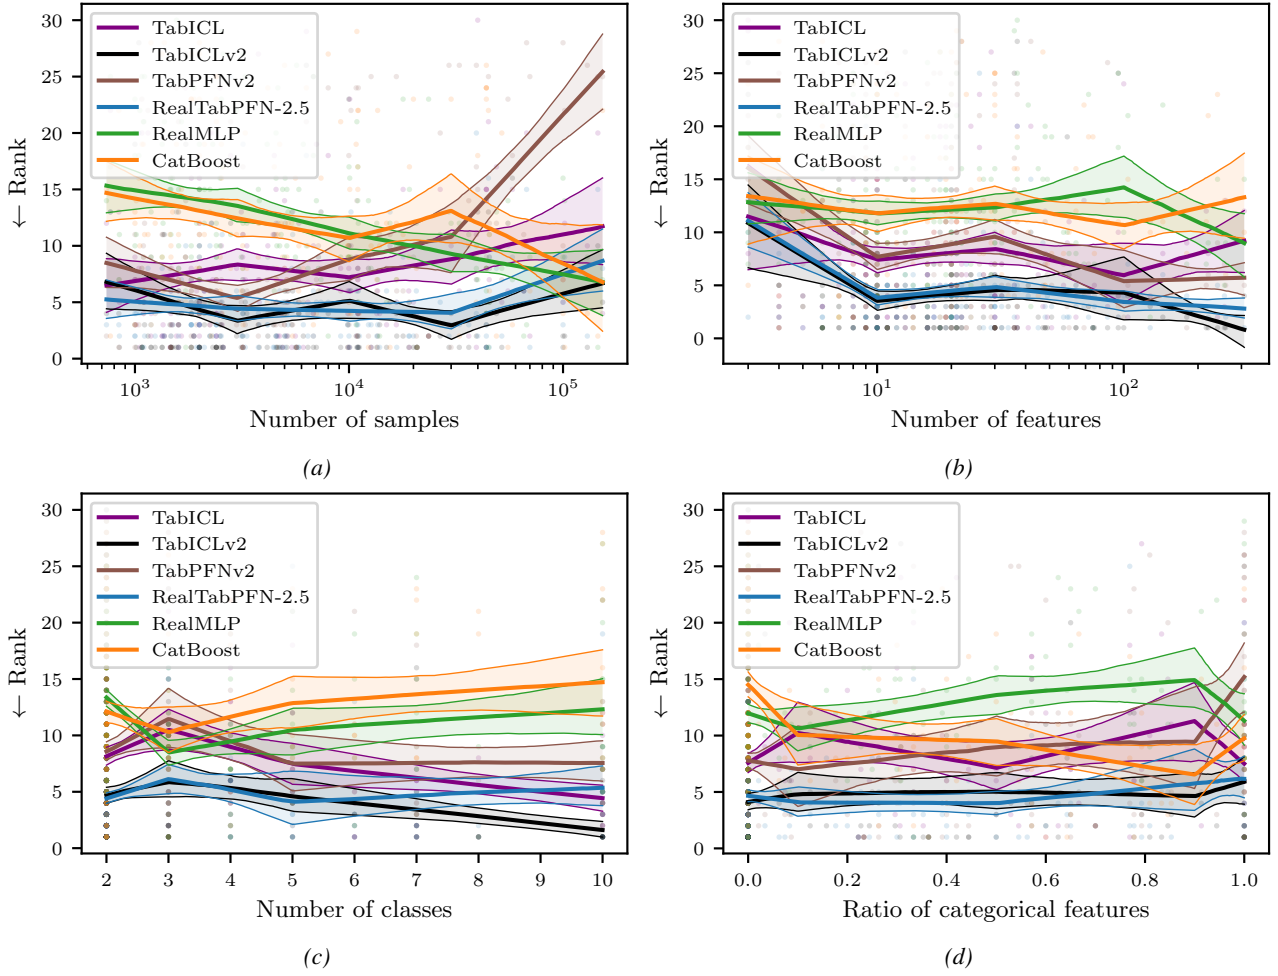 30
25
20
15
10
5
0
← Rank
TabICL
TabICLv2
TabPFNv2
RealTabPFN-2.5
RealMLP
CatBoost
10³ 10⁴ 10⁵
Number of samples
(a)
30
25
20
15
10
5
0
← Rank
TabICL
TabICLv2
TabPFNv2
RealTabPFN-2.5
RealMLP
CatBoost
10¹ 10²
Number of features
(b)
30
25
20
15
10
5
0
← Rank
TabICL
TabICLv2
TabPFNv2
RealTabPFN-2.5
RealMLP
CatBoost
2 3 4 5 6 7 8 9 10
Number of classes
(c)
30
25
20
15
10
5
0
← Rank
TabICL
TabICLv2
TabPFNv2
RealTabPFN-2.5
RealMLP
CatBoost
0.0 0.2 0.4 0.6 0.8 1.0
Ratio of categorical features
(d)